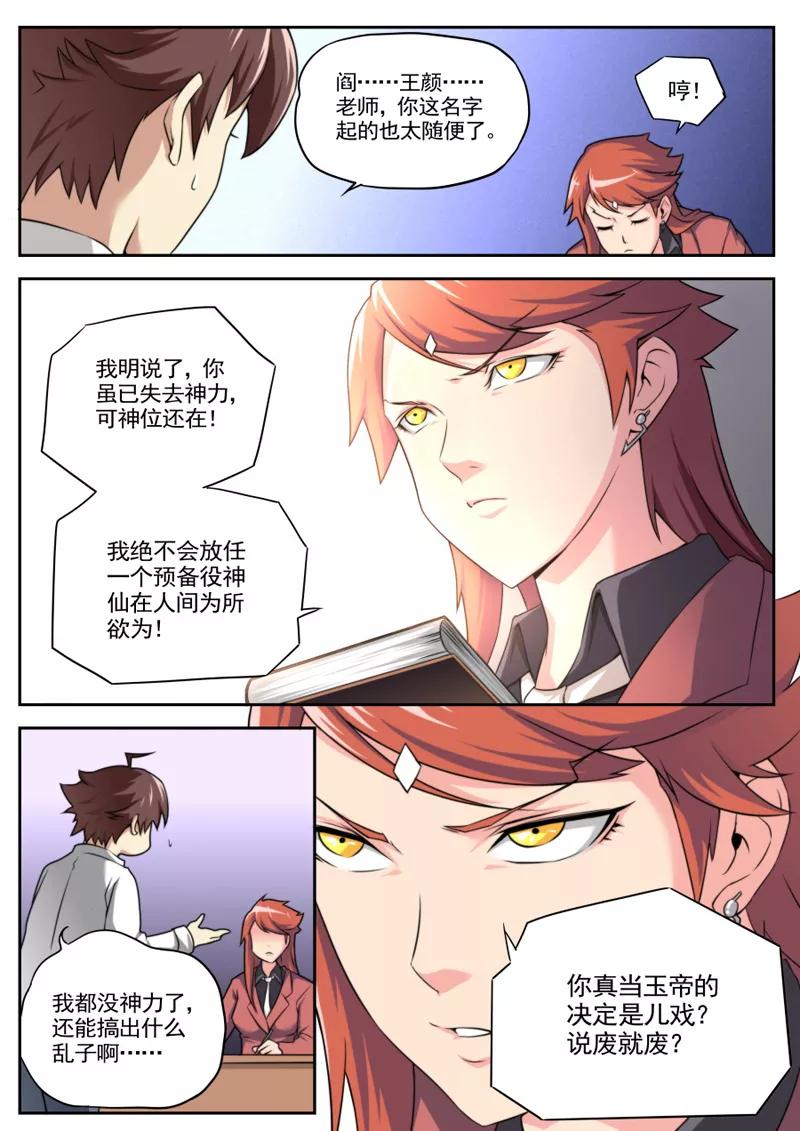 阎……王颜……
老师，你这名字
起的也太随便了。
哼！
我明说了，你
虽已失去神力，
可神位还在！
我绝不会放任
一个预备役神
仙在人间为所
欲为！
我都没神力了，
还能搞出什么
乱子啊……
你真当玉帝的
决定是儿戏？
说废就废？